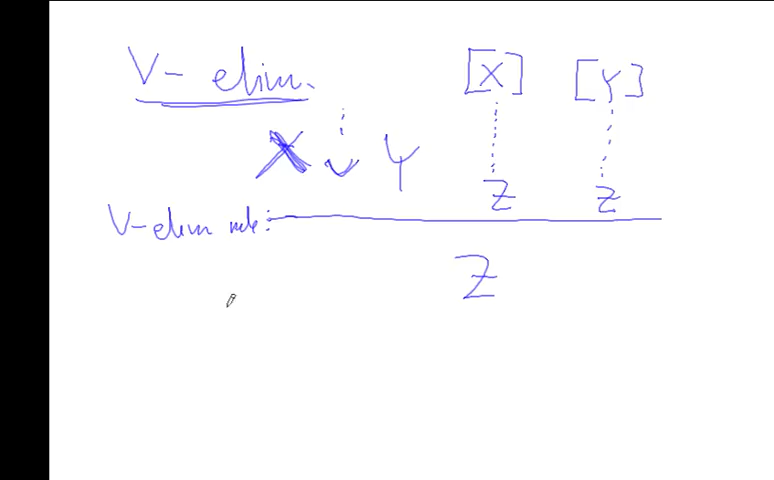 V- elim.
[X] [Y]
X ∨ Y
Z Z
V-elim rule:
Z